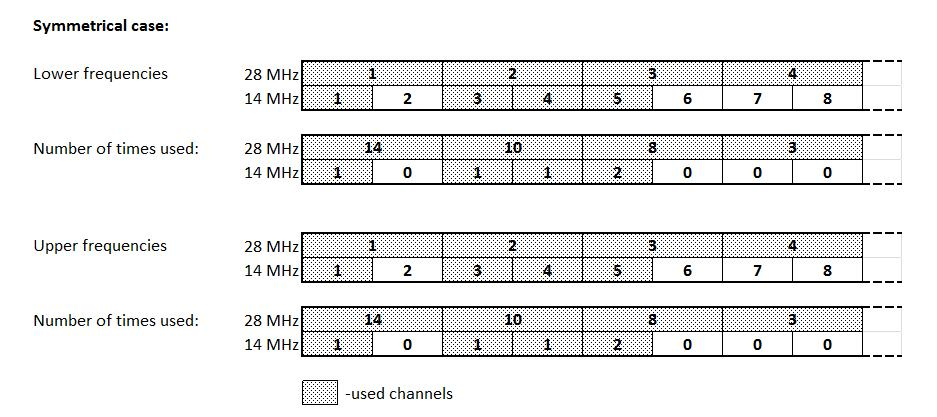 Symmetrical case:
Lower frequencies 28 MHz 1 2 3 4
14 MHz 1 2 3 4 5 6 7 8
Number of times used: 28 MHz 14 10 8 3
14 MHz 1 0 1 1 2 0 0 0
Upper frequencies 28 MHz 1 2 3 4
14 MHz 1 2 3 4 5 6 7 8
Number of times used: 28 MHz 14 10 8 3
14 MHz 1 0 1 1 2 0 0 0
-used channels